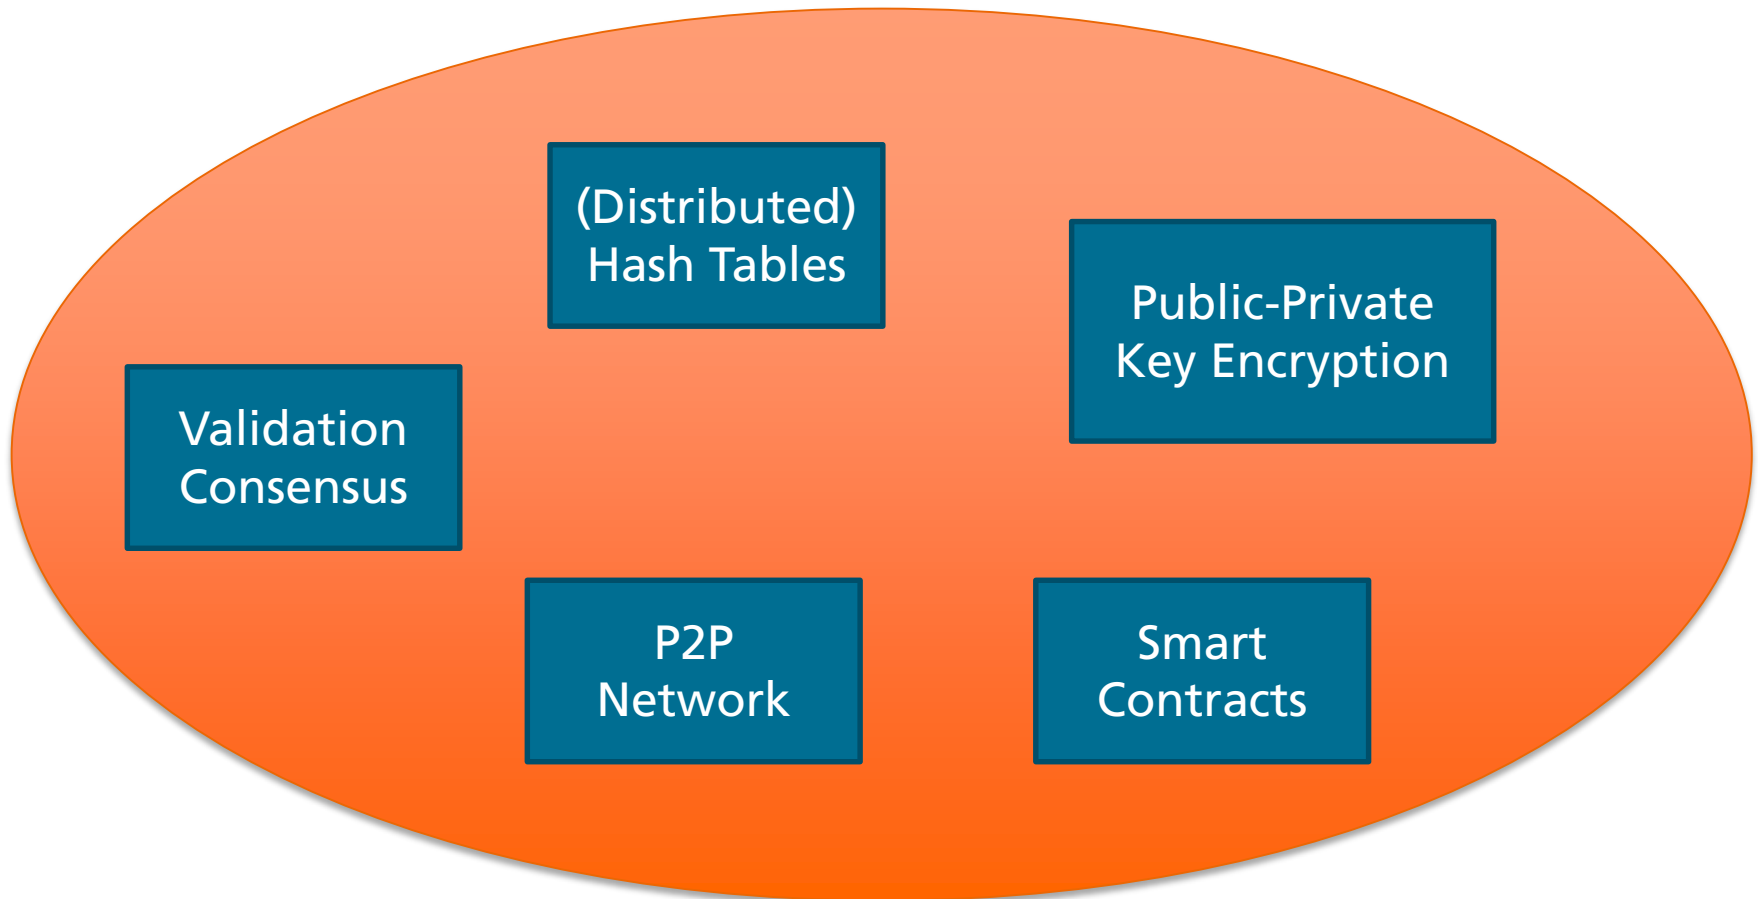 (Distributed)
Hash Tables
Public-Private
Key Encryption
Validation
Consensus
P2P
Network
Smart
Contracts